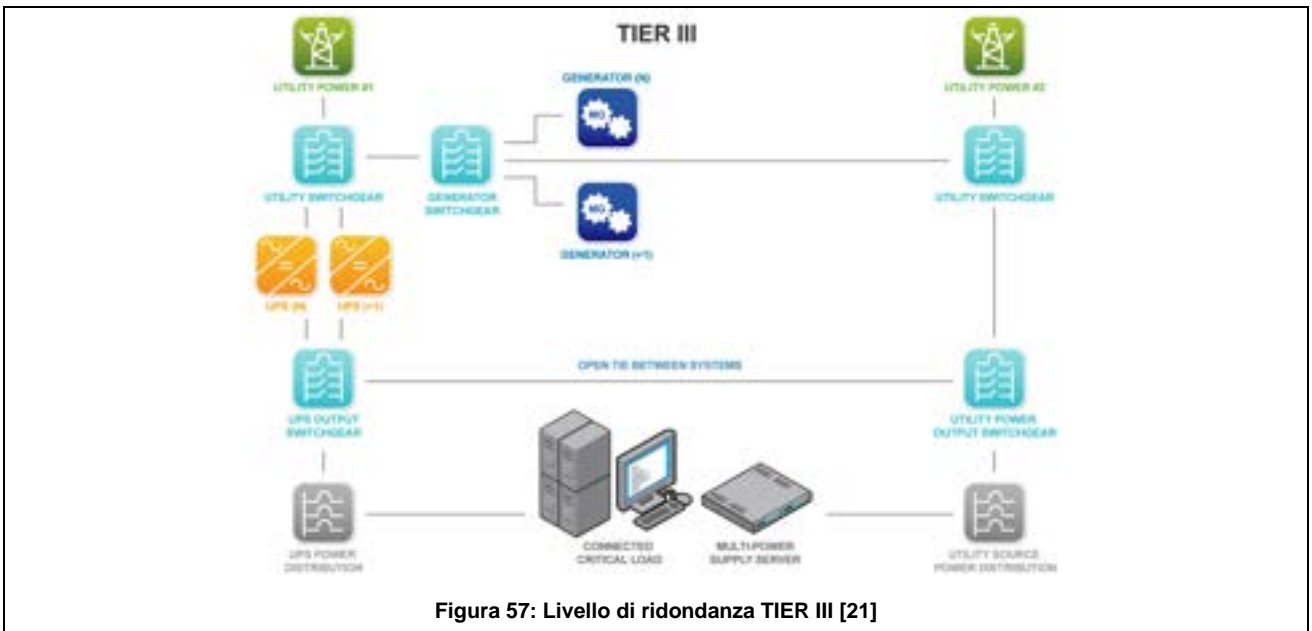 TIER III
UTILITY POWER #1
GENERATOR (N)
UTILITY POWER #2
MG
UTILITY SWITCHGEAR
GENERATOR
SWITCHGEAR
UTILITY SWITCHGEAR
MG
GENERATOR (+1)
UPS (N)
UPS (+1)
OPEN TIE BETWEEN SYSTEMS
UPS OUTPUT
SWITCHGEAR
UTILITY POWER
OUTPUT SWITCHGEAR
UPS POWER
DISTRIBUTION
CONNECTED
CRITICAL LOAD
MULTI-POWER
SUPPLY SERVER
UTILITY SOURCE
POWER DISTRIBUTION
Figura 57: Livello di ridondanza TIER III [21]